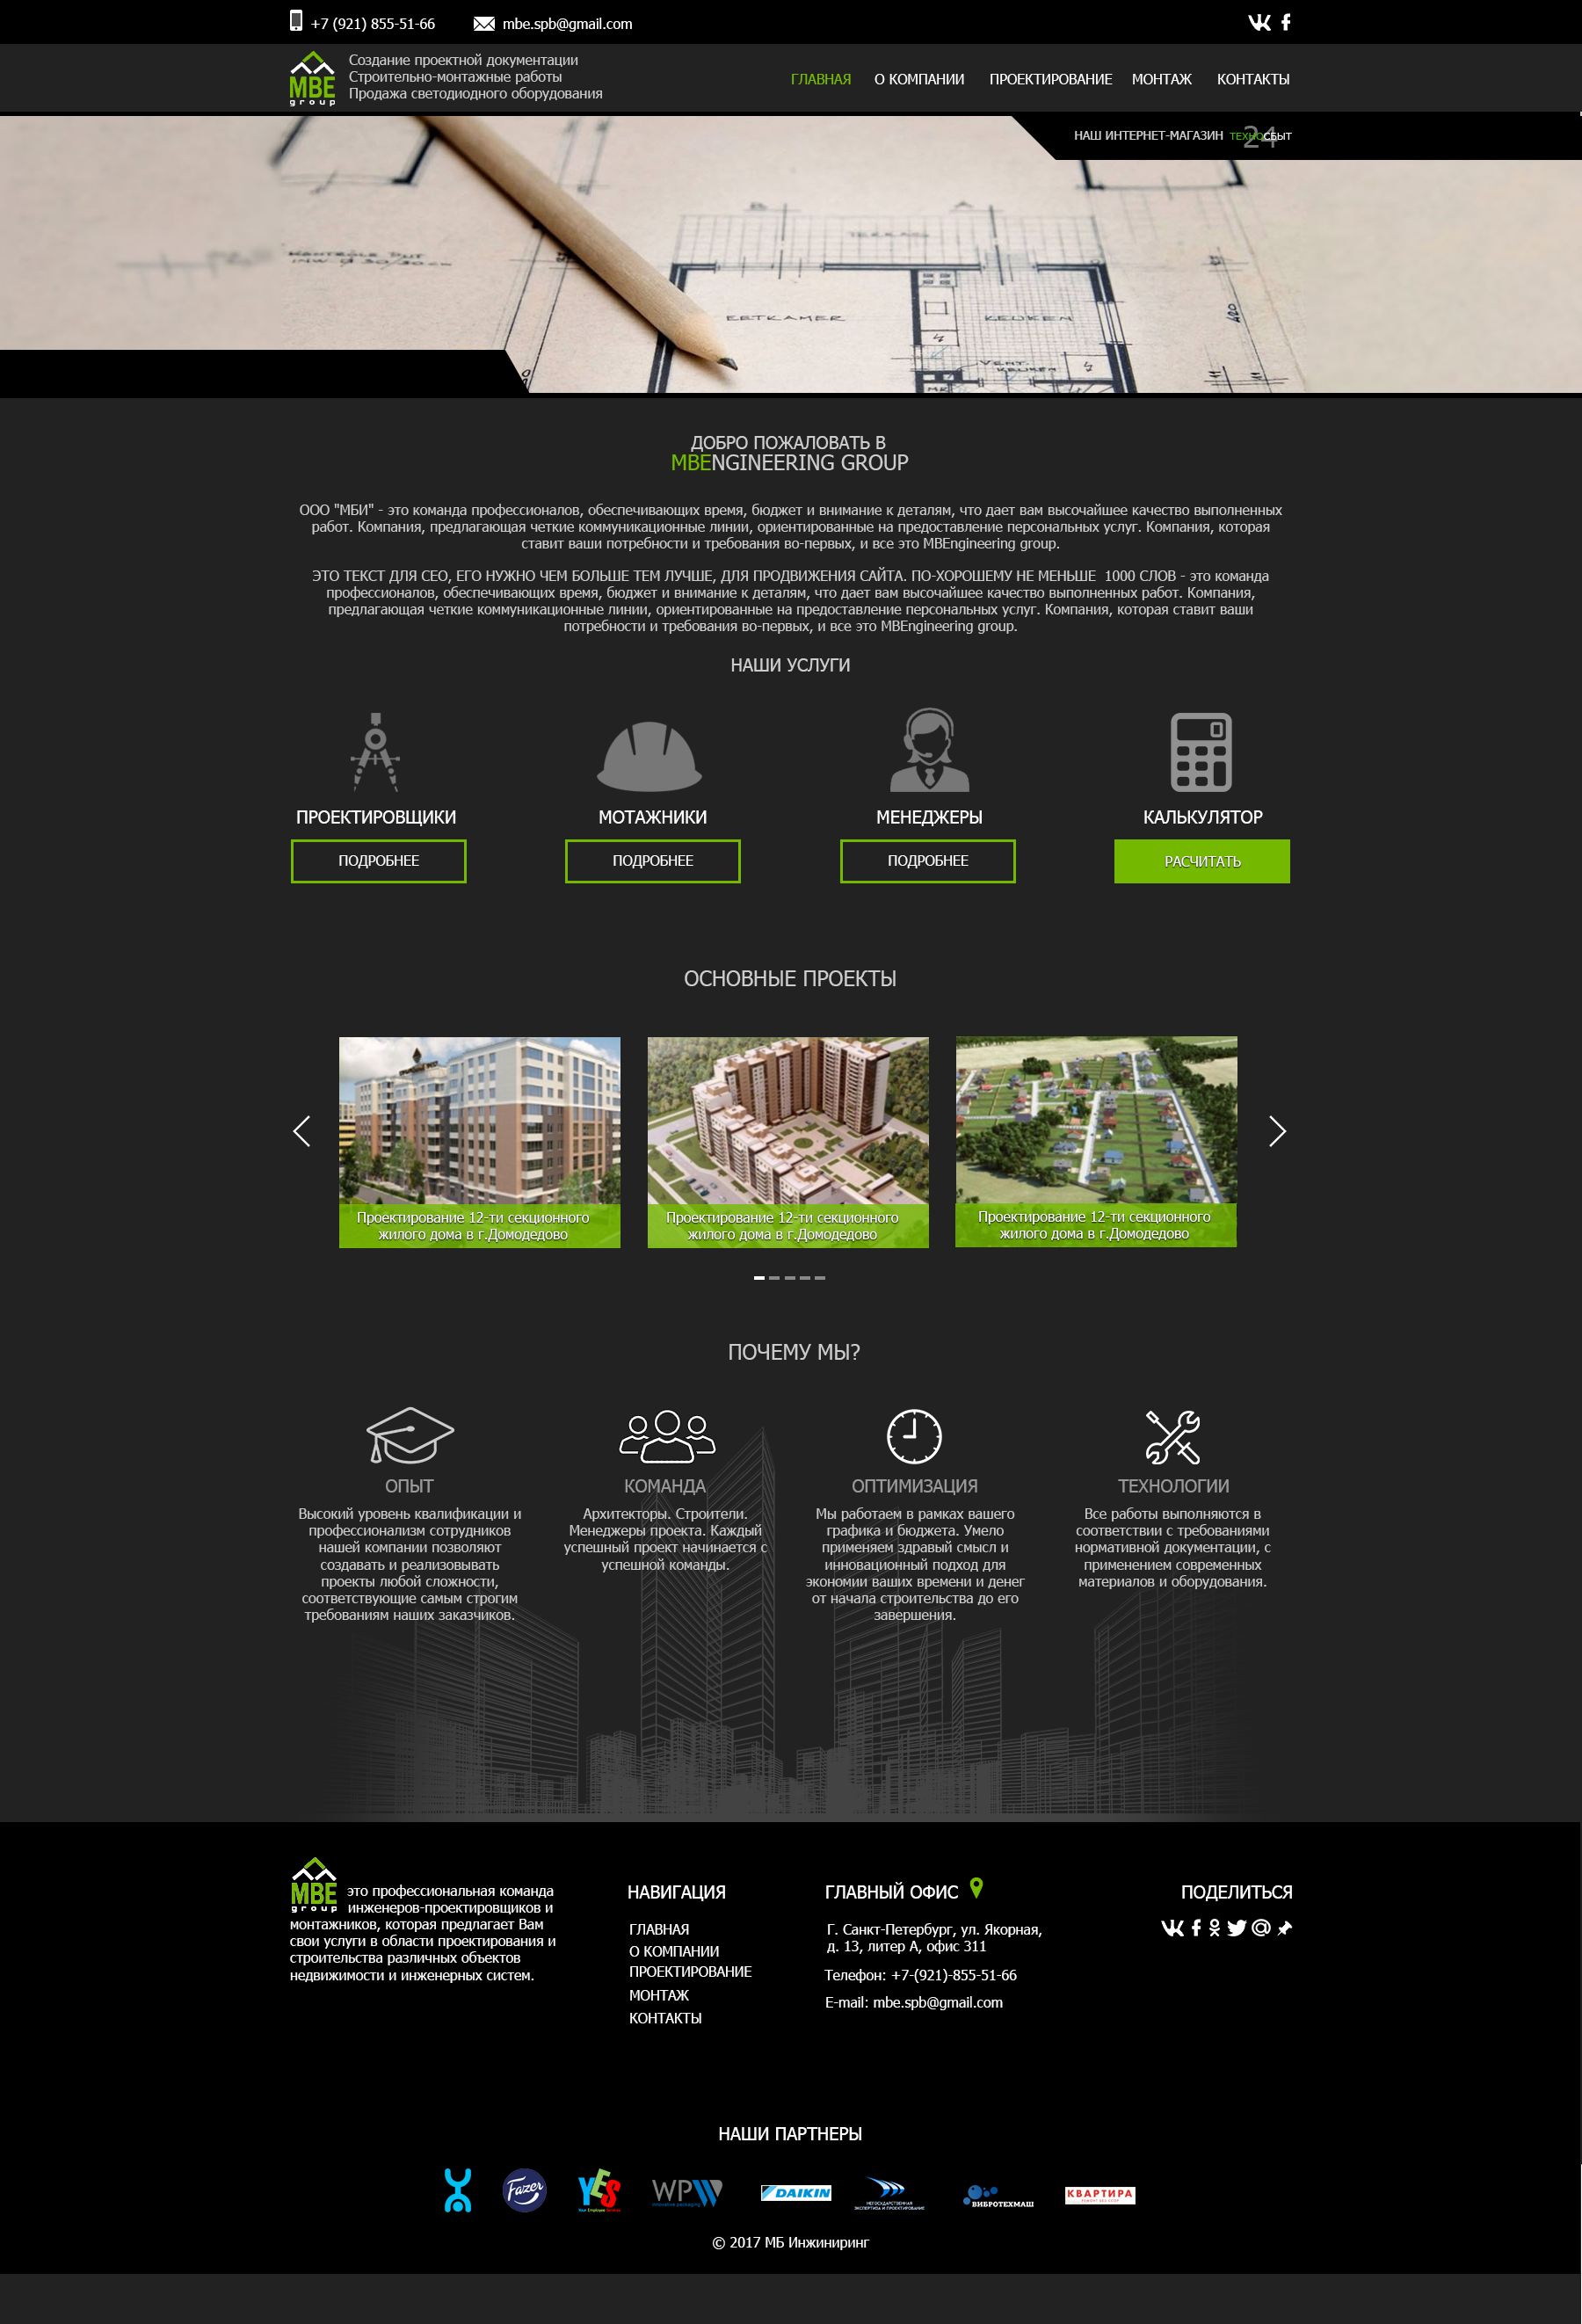 +7 (921) 855-51-66
mbe.spb@gmail.com
MBE
group
Создание проектной документации
Строительно-монтажные работы
Продажа светодиодного оборудования
ГЛАВНАЯ
О КОМПАНИИ
ПРОЕКТИРОВАНИЕ
МОНТАЖ
КОНТАКТЫ
НАШ ИНТЕРНЕТ-МАГАЗИН ТЕХНОСБЫТ 24
TERRAS
EETKAMER
KEUKEN
VENT.
KEUKEN
MK
420
ДОБРО ПОЖАЛОВАТЬ В
MBENGINEERING GROUP
ООО "МБИ" - это команда профессионалов, обеспечивающих время, бюджет и внимание к деталям, что дает вам высочайшее качество выполненных
работ. Компания, предлагающая четкие коммуникационные линии, ориентированные на предоставление персональных услуг. Компания, которая
ставит ваши потребности и требования во-первых, и все это MBEngineering group.
ЭТО ТЕКСТ ДЛЯ СЕО, ЕГО НУЖНО ЧЕМ БОЛЬШЕ ТЕМ ЛУЧШЕ, ДЛЯ ПРОДВИЖЕНИЯ САЙТА. ПО-ХОРОШЕМУ НЕ МЕНЬШЕ 1000 СЛОВ - это команда
профессионалов, обеспечивающих время, бюджет и внимание к деталям, что дает вам высочайшее качество выполненных работ. Компания,
предлагающая четкие коммуникационные линии, ориентированные на предоставление персональных услуг. Компания, которая ставит ваши
потребности и требования во-первых, и все это MBEngineering group.
НАШИ УСЛУГИ
ПРОЕКТИРОВЩИКИ
МОТАЖНИКИ
МЕНЕДЖЕРЫ
КАЛЬКУЛЯТОР
ПОДРОБНЕЕ
ПОДРОБНЕЕ
ПОДРОБНЕЕ
РАСЧИТАТЬ
ОСНОВНЫЕ ПРОЕКТЫ
Проектирование 12-ти секционного
жилого дома в г.Домодедово
Проектирование 12-ти секционного
жилого дома в г.Домодедово
Проектирование 12-ти секционного
жилого дома в г.Домодедово
ПОЧЕМУ МЫ?
ОПЫТ
Высокий уровень квалификации и
профессионализм сотрудников
нашей компании позволяют
создавать и реализовывать
проекты любой сложности,
соответствующие самым строгим
требованиям наших заказчиков.
КОМАНДА
Архитекторы. Строители.
Менеджеры проекта. Каждый
успешный проект начинается с
успешной команды.
ОПТИМИЗАЦИЯ
Мы работаем в рамках вашего
графика и бюджета. Умело
применяем здравый смысл и
инновационный подход для
экономии ваших времени и денег
от начала строительства до его
завершения.
ТЕХНОЛОГИИ
Все работы выполняются в
соответствии с требованиями
нормативной документации, с
применением современных
материалов и оборудования.
MBE
group
это профессиональная команда
инженеров-проектировщиков и
монтажников, которая предлагает Вам
свои услуги в области проектирования и
строительства различных объектов
недвижимости и инженерных систем.
НАВИГАЦИЯ
ГЛАВНАЯ
О КОМПАНИИ
ПРОЕКТИРОВАНИЕ
МОНТАЖ
КОНТАКТЫ
ГЛАВНЫЙ ОФИС
Г. Санкт-Петербург, ул. Якорная,
д. 13, литер А, офис 311
Телефон: +7-(921)-855-51-66
E-mail: mbe.spb@gmail.com
ПОДЕЛИТЬСЯ
НАШИ ПАРТНЕРЫ
Fazer
YES
WPW
DAIKIN
НЕГОСУДАРСТВЕННАЯ
ЭКСПЕРТИЗА И ПРОЕКТИРОВАНИЕ
ВИБРОТЕХМАШ
КВАРТИРА
© 2017 МБ Инжиниринг